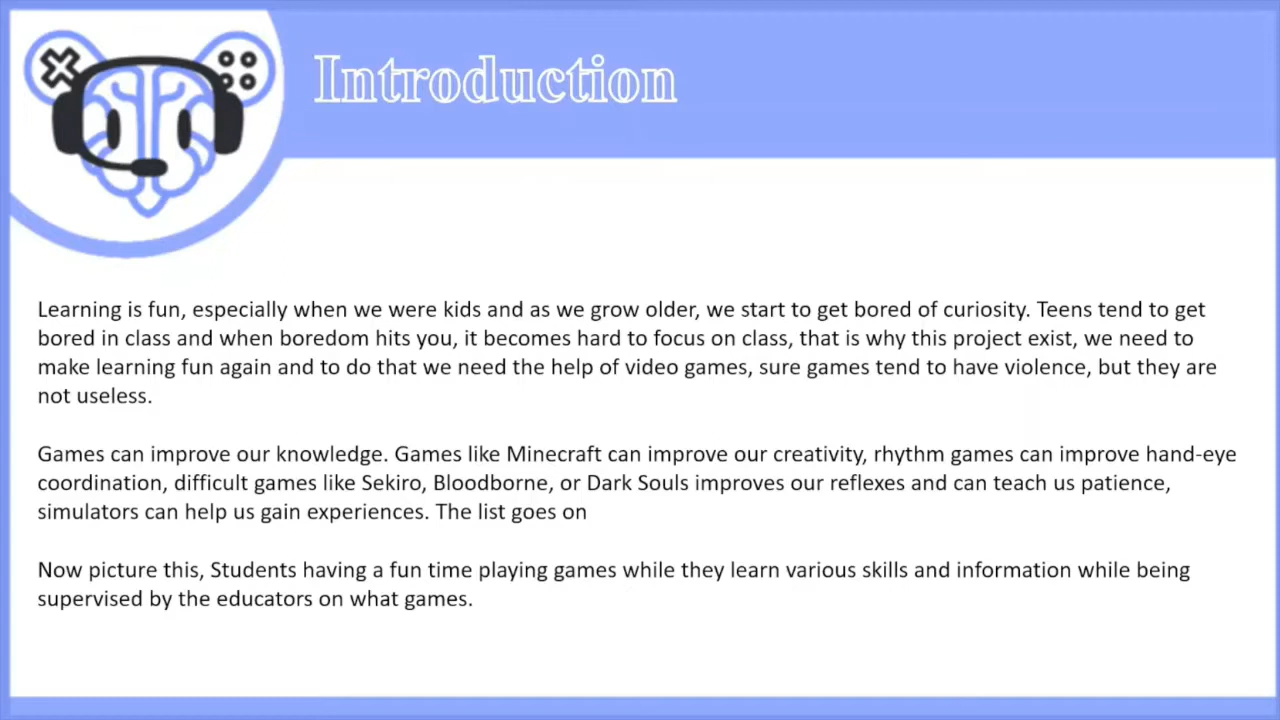 Introduction
Learning is fun, especially when we were kids and as we grow older, we start to get bored of curiosity. Teens tend to get
bored in class and when boredom hits you, it becomes hard to focus on class, that is why this project exist, we need to
make learning fun again and to do that we need the help of video games, sure games tend to have violence, but they are
not useless.
Games can improve our knowledge. Games like Minecraft can improve our creativity, rhythm games can improve hand-eye
coordination, difficult games like Sekiro, Bloodborne, or Dark Souls improves our reflexes and can teach us patience,
simulators can help us gain experiences. The list goes on
Now picture this, Students having a fun time playing games while they learn various skills and information while being
supervised by the educators on what games.